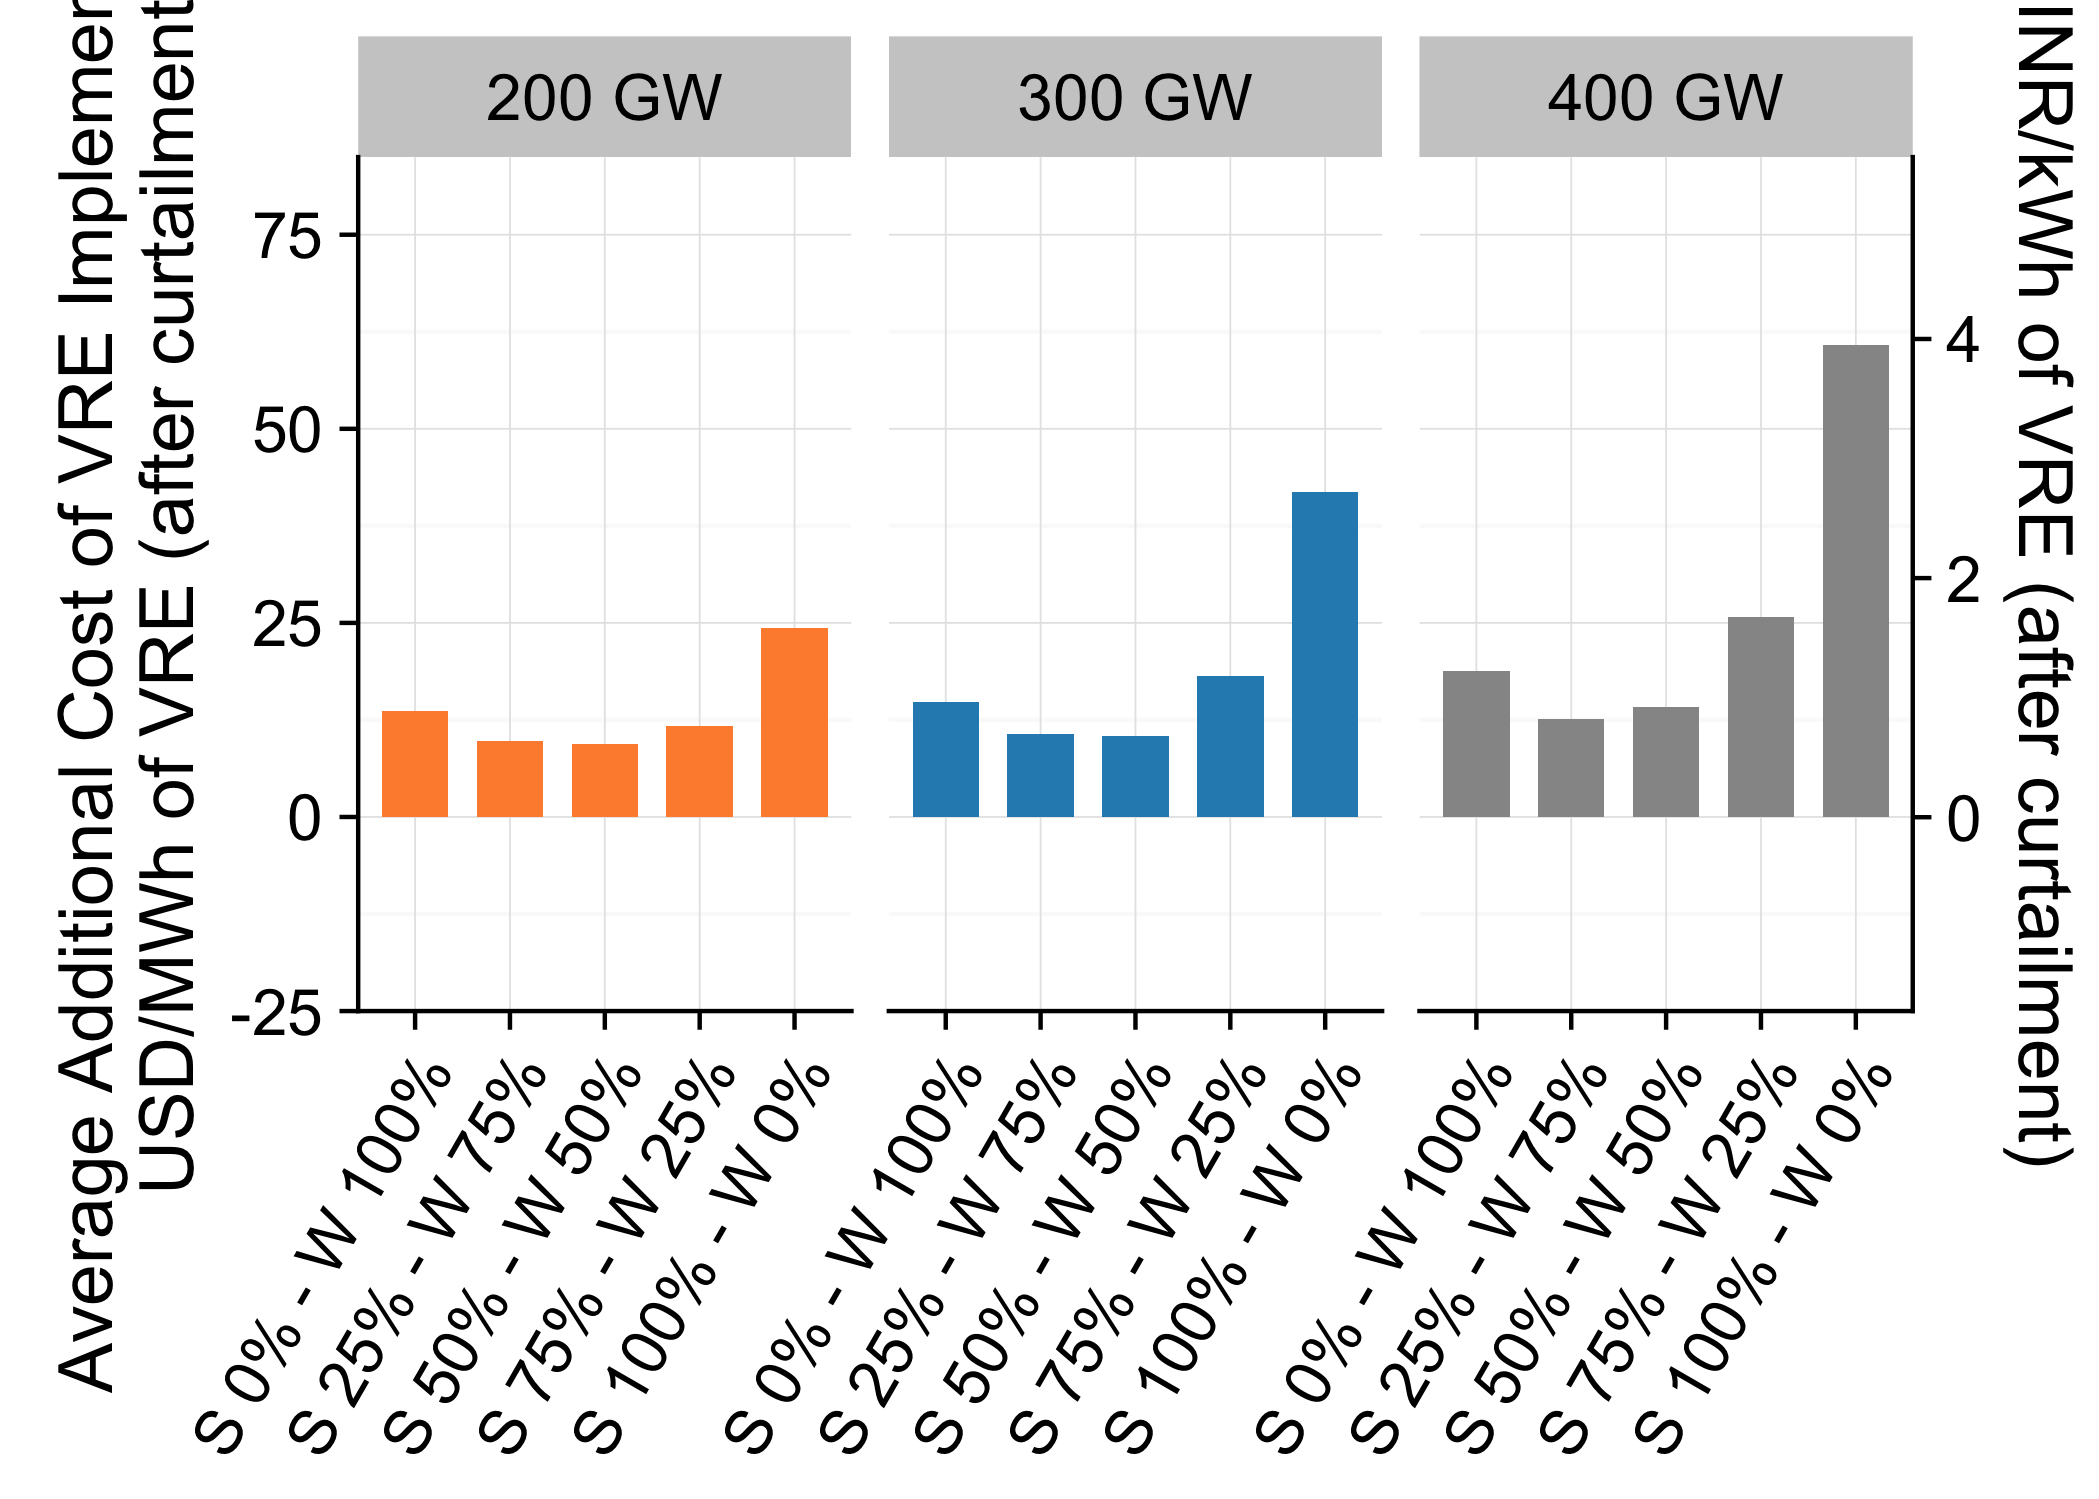 Average Additional Cost of VRE Implemen
USD/MWh of VRE (after curtailment
200 GW
300 GW
400 GW
75
50
25
0
-25
4
2
0
INR/kWh of VRE (after curtailment)
S 0% - W 100%
S 25% - W 75%
S 50% - W 50%
S 75% - W 25%
S 100% - W 0%
S 0% - W 100%
S 25% - W 75%
S 50% - W 50%
S 75% - W 25%
S 100% - W 0%
S 0% - W 100%
S 25% - W 75%
S 50% - W 50%
S 75% - W 25%
S 100% - W 0%